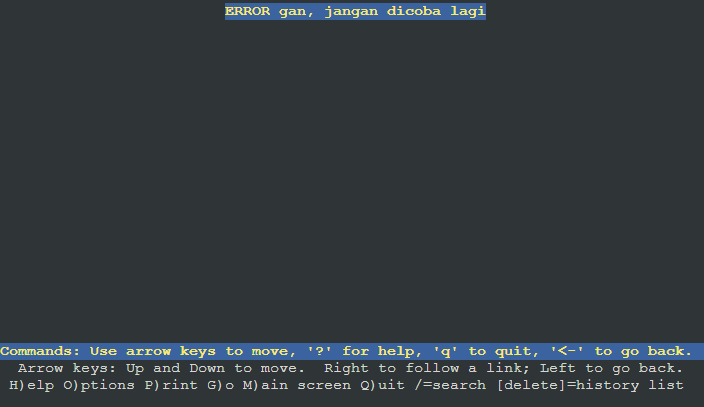 ERROR gan, jangan dicoba lagi
Commands: Use arrow keys to move, '?' for help, 'q' to quit, '<-' to go back.
Arrow keys: Up and Down to move.  Right to follow a link; Left to go back.
H)elp O)ptions P)rint G)o M)ain screen Q)uit /=search [delete]=history list